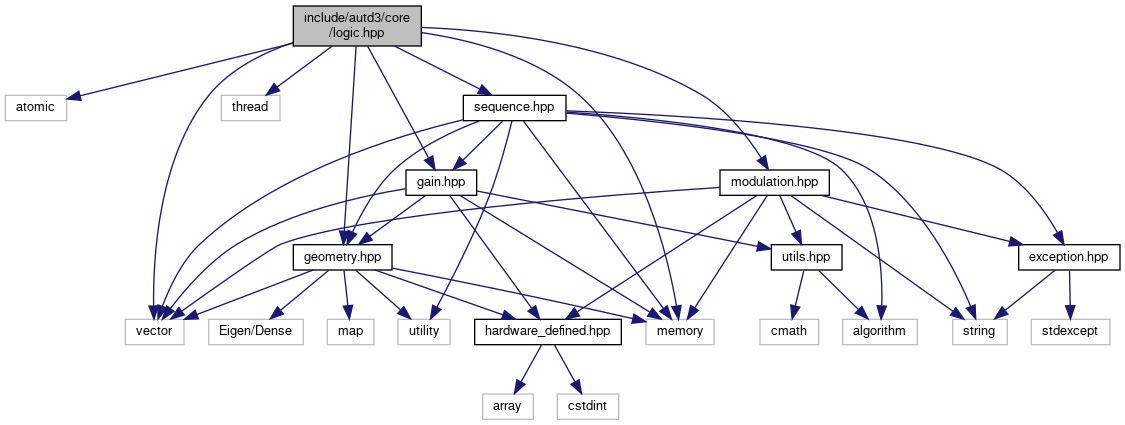 include/autd3/core
/logic.hpp
atomic
thread
sequence.hpp
gain.hpp
modulation.hpp
geometry.hpp
utils.hpp
exception.hpp
vector
Eigen/Dense
map
utility
hardware_defined.hpp
memory
cmath
algorithm
string
stdexcept
array
cstdint